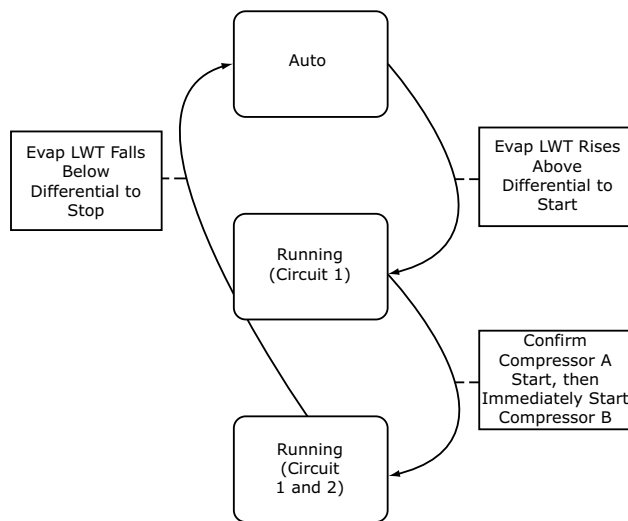 Auto
Evap LWT Falls
Below
Differential to
Stop
Evap LWT Rises
Above
Differential to
Start
Running
(Circuit 1)
Confirm
Compressor A
Start, then
Immediately Start
Compressor B
Running
(Circuit
1 and 2)